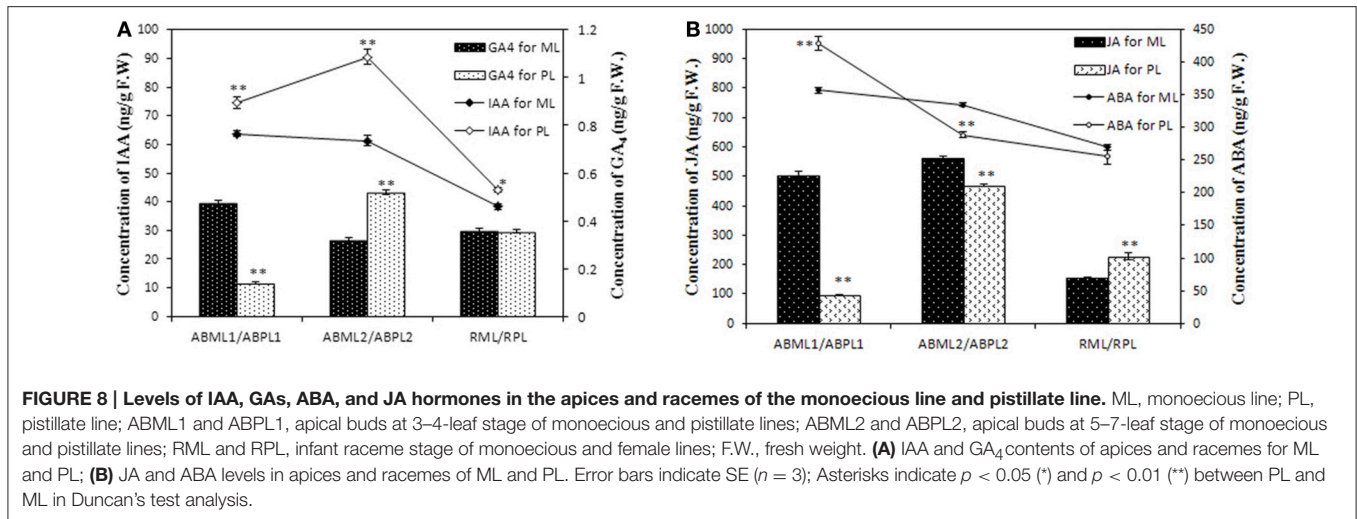 A
100
90
80
70
60
50
40
30
20
10
0
Concentration of IAA (ng/g F.W)
1.2
1
0.8
0.6
0.4
0.2
0
Concentration of GA4 (ng/g F.W.)
GA4 for ML
GA4 for PL
IAA for ML
IAA for PL
**
**
*
**
**
ABML1/ABPL1 ABML2/ABPL2 RML/RPL
B
1000
900
800
700
600
500
400
300
200
100
0
Concentration of JA (ng/g F.W.)
450
400
350
300
250
200
150
100
50
0
Concentration of ABA (ng/g F.W.)
JA for ML
JA for PL
ABA for ML
ABA for PL
**
**
**
**
**
ABML1/ABPL1 ABML2/ABPL2 RML/RPL
FIGURE 8 | Levels of IAA, GAs, ABA, and JA hormones in the apices and racemes of the monoecious line and pistillate line. ML, monoecious line; PL,
pistillate line; ABML1 and ABPL1, apical buds at 3–4-leaf stage of monoecious and pistillate lines; ABML2 and ABPL2, apical buds at 5–7-leaf stage of monoecious
and pistillate lines; RML and RPL, infant raceme stage of monoecious and female lines; F.W., fresh weight. (A) IAA and GA4 contents of apices and racemes for ML
and PL; (B) JA and ABA levels in apices and racemes of ML and PL. Error bars indicate SE (n = 3); Asterisks indicate p < 0.05 (*) and p < 0.01 (**) between PL and
ML in Duncan's test analysis.